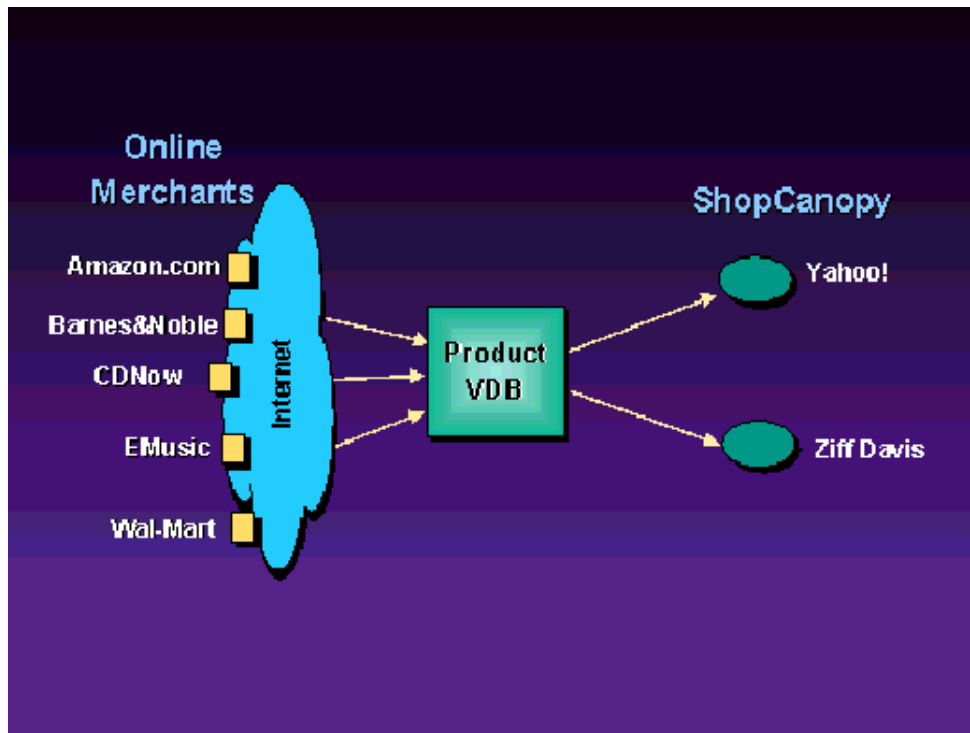 Online
Merchants
ShopCanopy
Amazon.com
Yahoo!
Barnes&Noble
Internet
Product
VDB
CDNow
EMusic
Ziff Davis
Wal-Mart